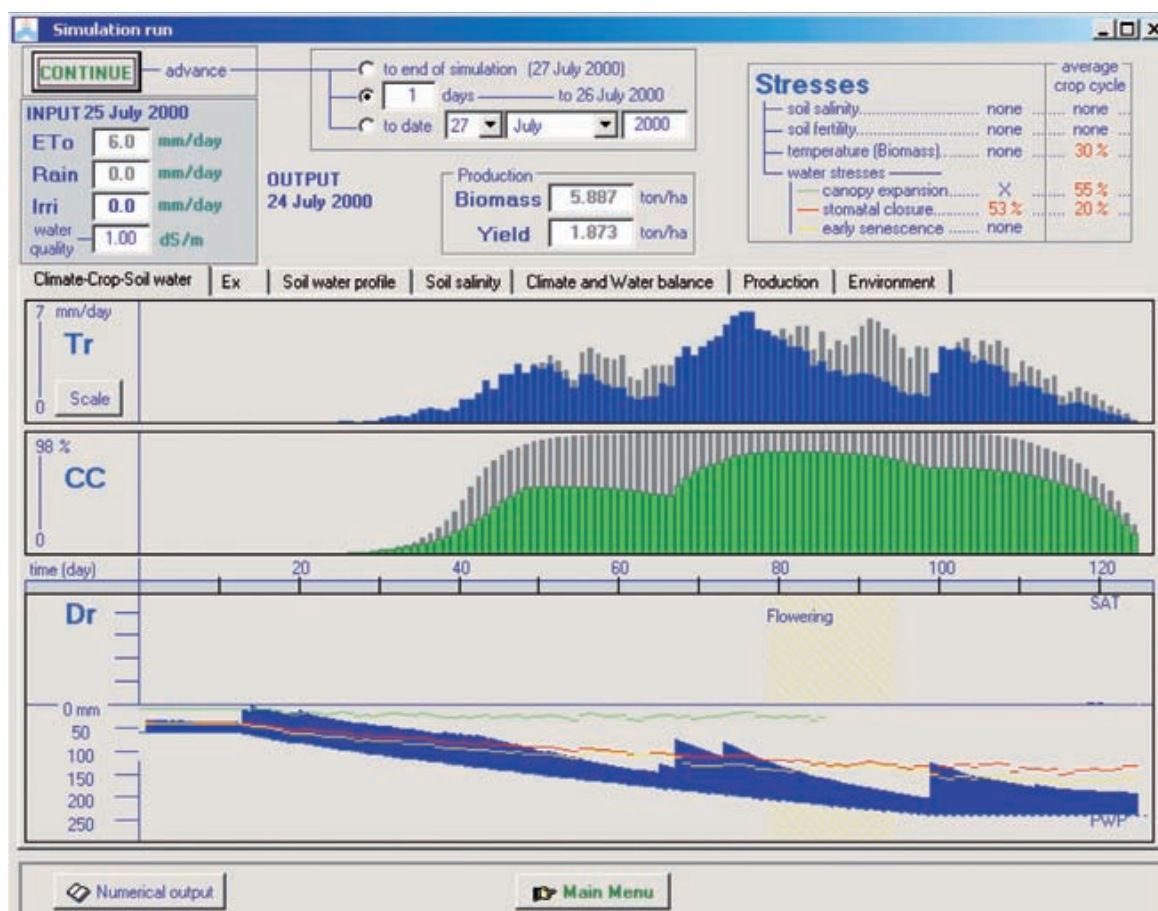 Simulation run
CONTINUE advance
to end of simulation (27 July 2000)
1 days to 26 July 2000
to date 27 July 2000
INPUT 25 July 2000
ETo 6.0 mm/day
Rain 0.0 mm/day
Irri 0.0 mm/day
water quality 1.00 dS/m
OUTPUT
24 July 2000
Production
Biomass 5.887 ton/ha
Yield 1.873 ton/ha
Stresses average crop cycle
soil salinity......... none ...... none ...
soil fertility......... none ...... none ...
temperature (Biomass)........ none ...... 30 % ...
water stresses
canopy expansion...... X ...... 55 % ...
stomatal closure....... 53 % ...... 20 % ...
early senescence ....... none
Climate-Crop-Soil water Ex Soil water profile Soil salinity Climate and Water balance Production Environment
7 mm/day
Tr
0 Scale
98 %
CC
0
time (day) 20 40 60 80 100 120
Dr
Flowering
SAT
0 mm
50
100
150
200
250
PWP
Numerical output Main Menu